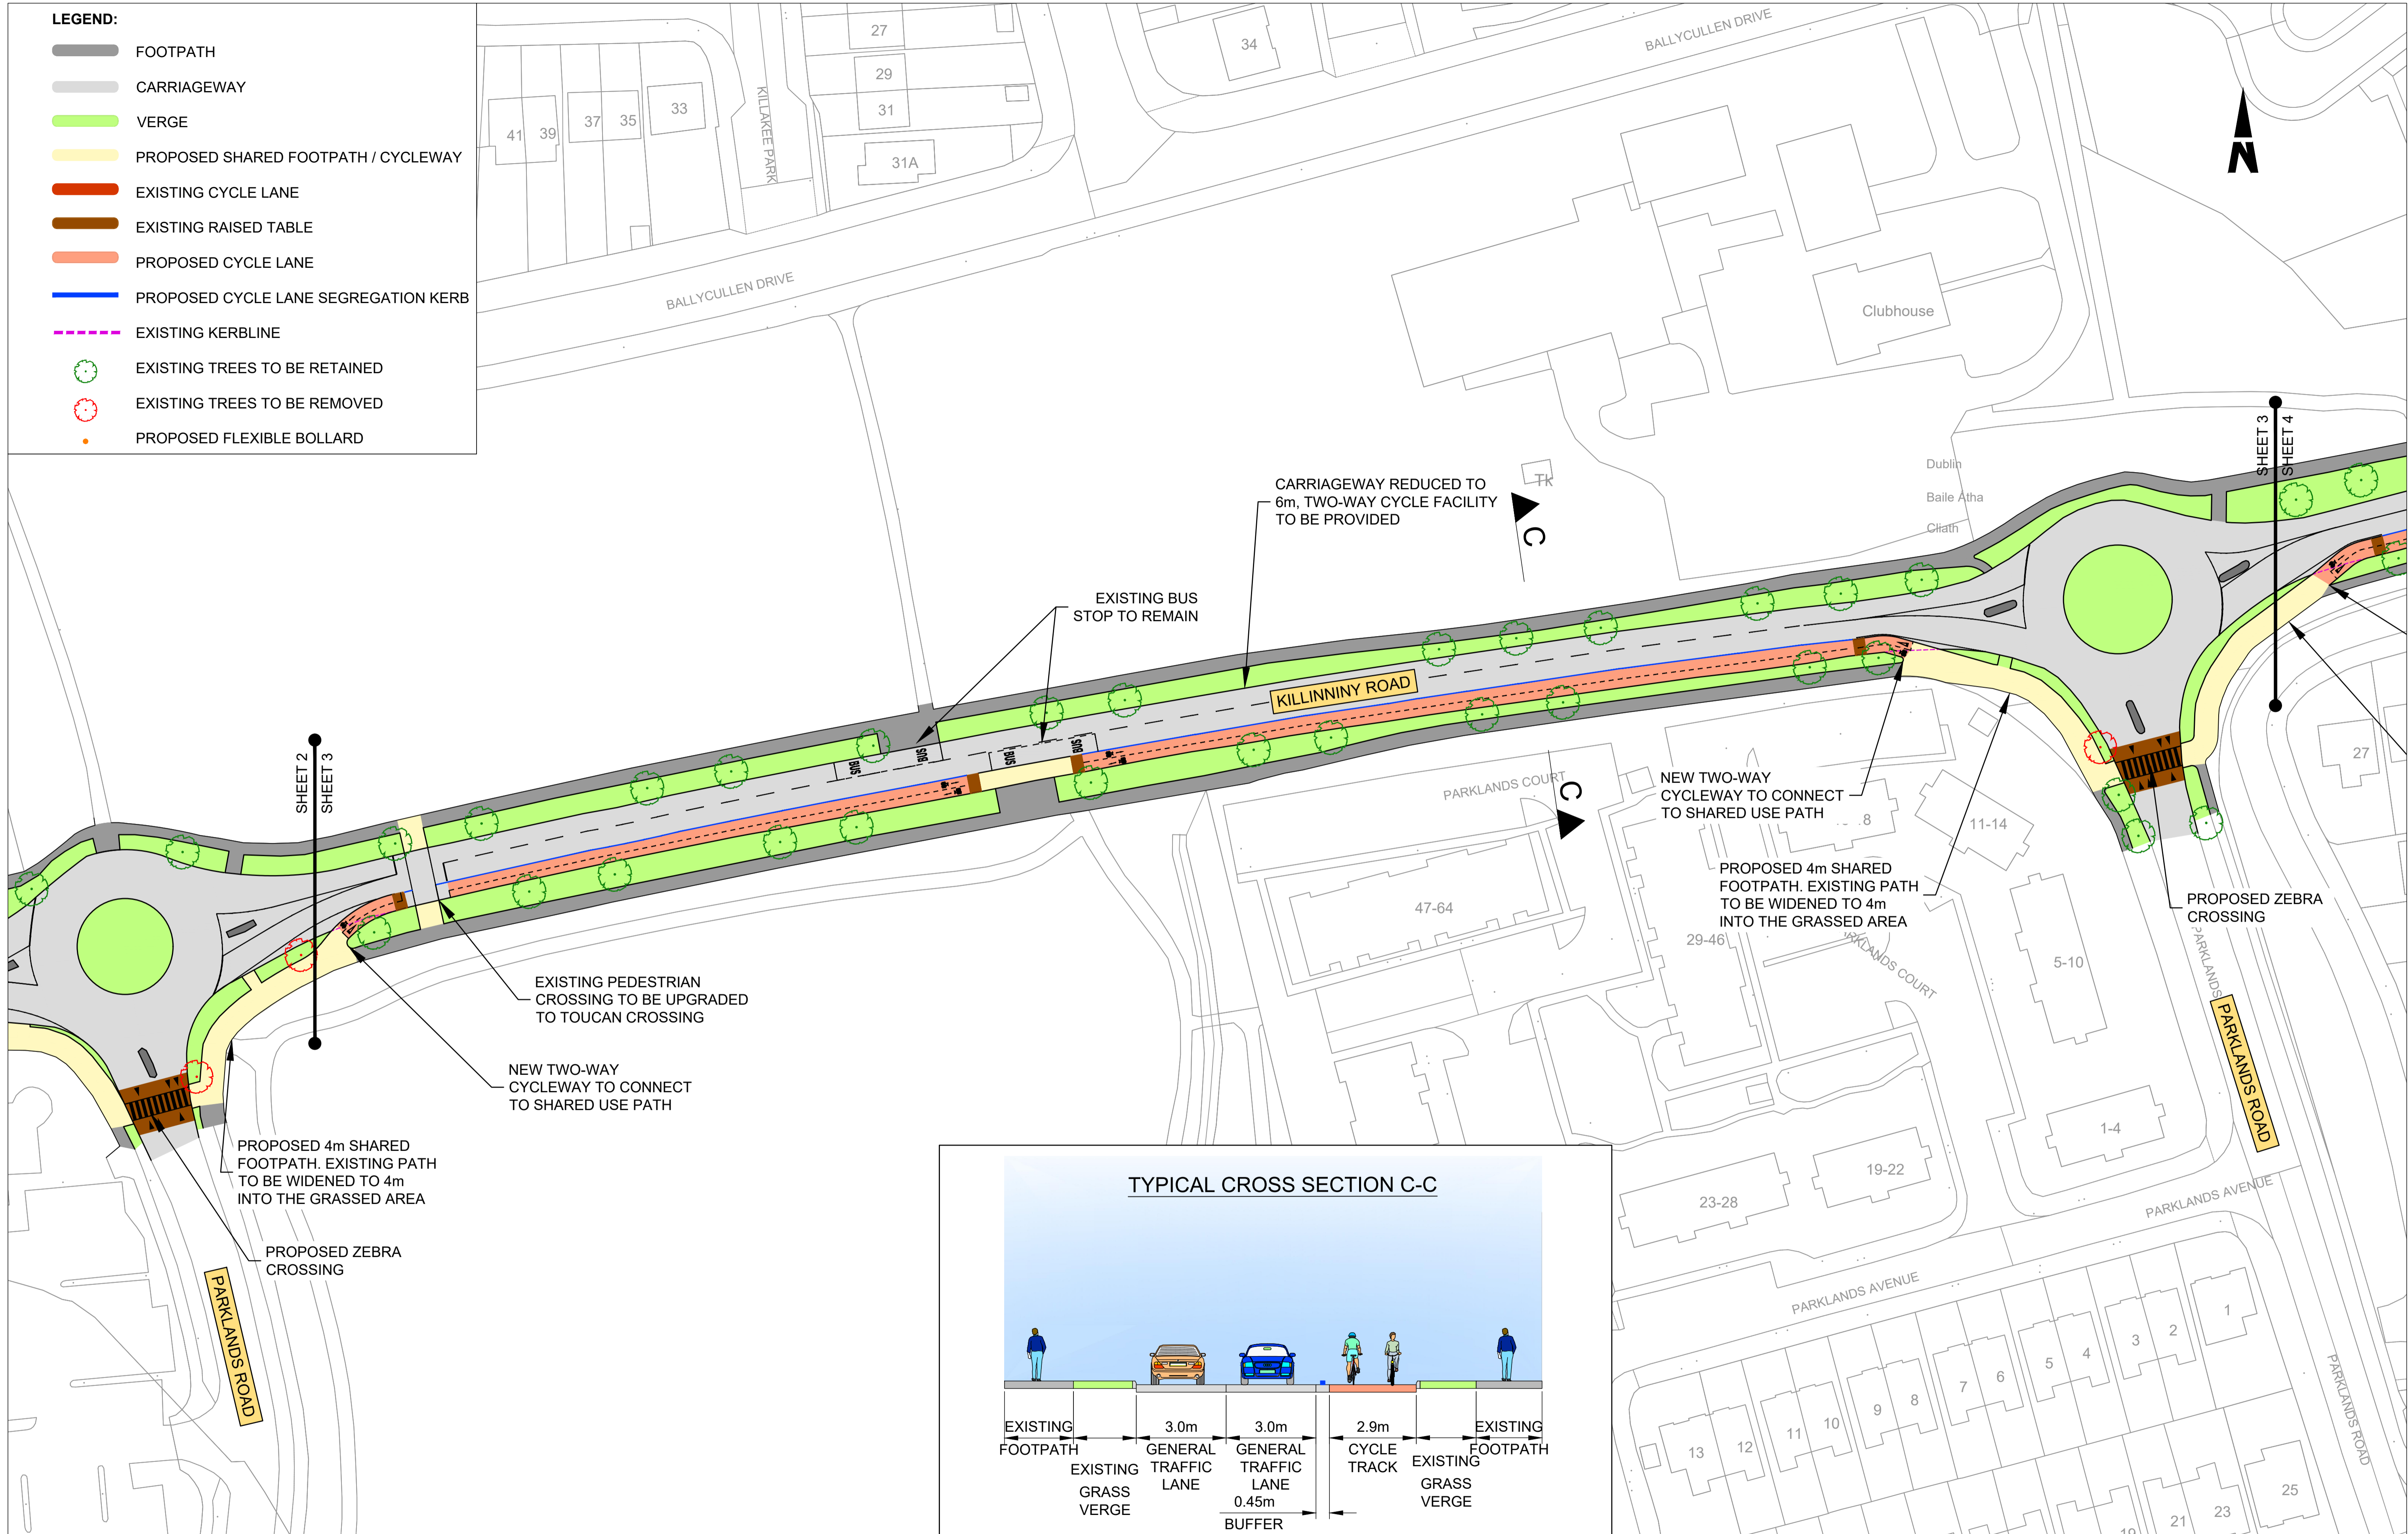 LEGEND:
FOOTPATH
CARRIAGEWAY
VERGE
PROPOSED SHARED FOOTPATH / CYCLEWAY
EXISTING CYCLE LANE
EXISTING RAISED TABLE
PROPOSED CYCLE LANE
PROPOSED CYCLE LANE SEGREGATION KERB
EXISTING KERBLINE
EXISTING TREES TO BE RETAINED
EXISTING TREES TO BE REMOVED
PROPOSED FLEXIBLE BOLLARD
41
39
37
35
33
KILLAKEE PARK
27
29
31
31A
34
BALLYCULLEN DRIVE
BALLYCULLEN DRIVE
N
Clubhouse
Tk
Dublin
Baile Atha
Cliath
SHEET 3
SHEET 4
CARRIAGEWAY REDUCED TO
6m, TWO-WAY CYCLE FACILITY
TO BE PROVIDED
C
EXISTING BUS
STOP TO REMAIN
KILLINNINY ROAD
BUS
BUS
BUS
BUS
SHEET 2
SHEET 3
C
PARKLANDS COURT
NEW TWO-WAY
CYCLEWAY TO CONNECT
TO SHARED USE PATH
11-14
27
PROPOSED 4m SHARED
FOOTPATH. EXISTING PATH
TO BE WIDENED TO 4m
INTO THE GRASSED AREA
PROPOSED ZEBRA
CROSSING
47-64
29-46
5-10
PARKLANDS
PARKLANDS ROAD
EXISTING PEDESTRIAN
CROSSING TO BE UPGRADED
TO TOUCAN CROSSING
NEW TWO-WAY
CYCLEWAY TO CONNECT
TO SHARED USE PATH
PROPOSED 4m SHARED
FOOTPATH. EXISTING PATH
TO BE WIDENED TO 4m
INTO THE GRASSED AREA
PROPOSED ZEBRA
CROSSING
PARKLANDS ROAD
1-4
19-22
23-28
PARKLANDS AVENUE
PARKLANDS AVENUE
PARKLANDS ROAD
1
2
3
4
5
6
7
8
9
10
11
12
13
19
21
23
25
TYPICAL CROSS SECTION C-C
EXISTING
FOOTPATH
EXISTING
GRASS
VERGE
3.0m
GENERAL
TRAFFIC
LANE
3.0m
GENERAL
TRAFFIC
LANE
0.45m
BUFFER
2.9m
CYCLE
TRACK
EXISTING
GRASS
VERGE
EXISTING
FOOTPATH